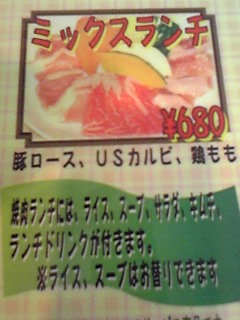 ミックスランチ
¥680
豚ロース、USカルビ、鶏もも
焼肉ランチには、ライス、スープ、サラダ、キムチ、
ランチドリンクが付きます。
※ライス、スープはお替りできます